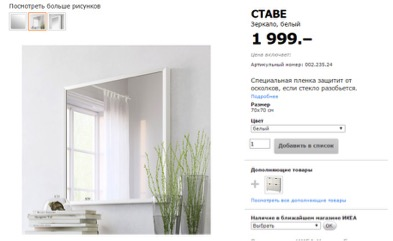 Посмотреть больше рисунков
СТАВЕ
Зеркало, белый
1 999.–
Цена включает:
Артикульный номер: 002.235.24
Специальная пленка защитит от
осколков, если стекло разобьется.
Подробнее
Размер
70x70 см
Цвет
белый
1
Добавить в список
Дополняющие товары
Посмотреть все дополняющие товары
Наличие в ближайшем магазине ИКЕА
Выбрать
OK